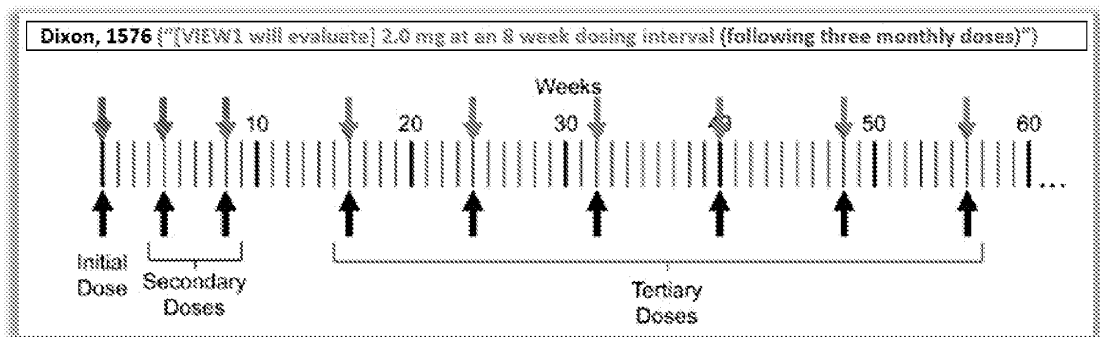 Dixon, 1576 ("[VIEW1 will evaluate] 2.0 mg at an 8 week dosing interval (following three monthly doses)")
Weeks
10 20 30 40 50 60
...
Initial Dose
Secondary Doses
Tertiary Doses